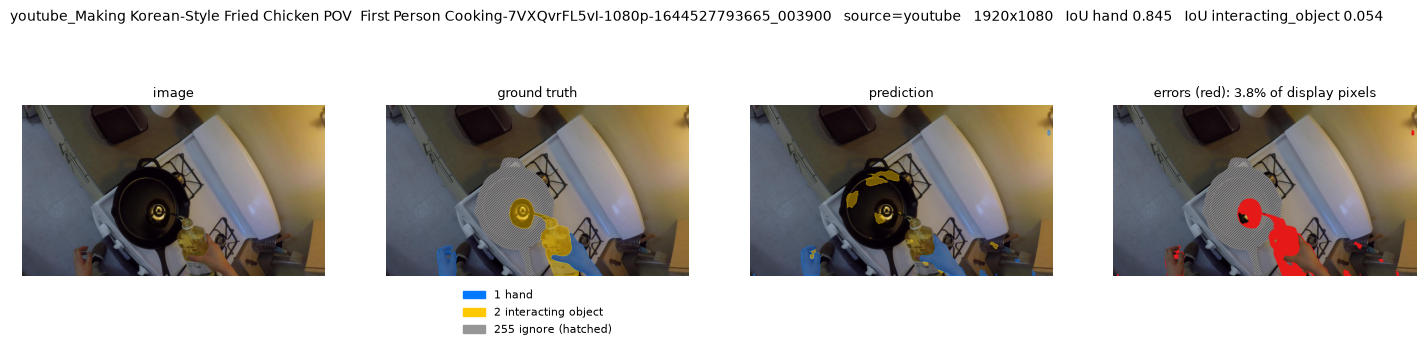 youtube_Making Korean-Style Fried Chicken POV  First Person Cooking-7VXQvrFL5vI-1080p-1644527793665_003900   source=youtube   1920x1080   IoU hand 0.845   IoU interacting_object 0.054
image
ground truth
prediction
errors (red): 3.8% of display pixels
1 hand
2 interacting object
255 ignore (hatched)